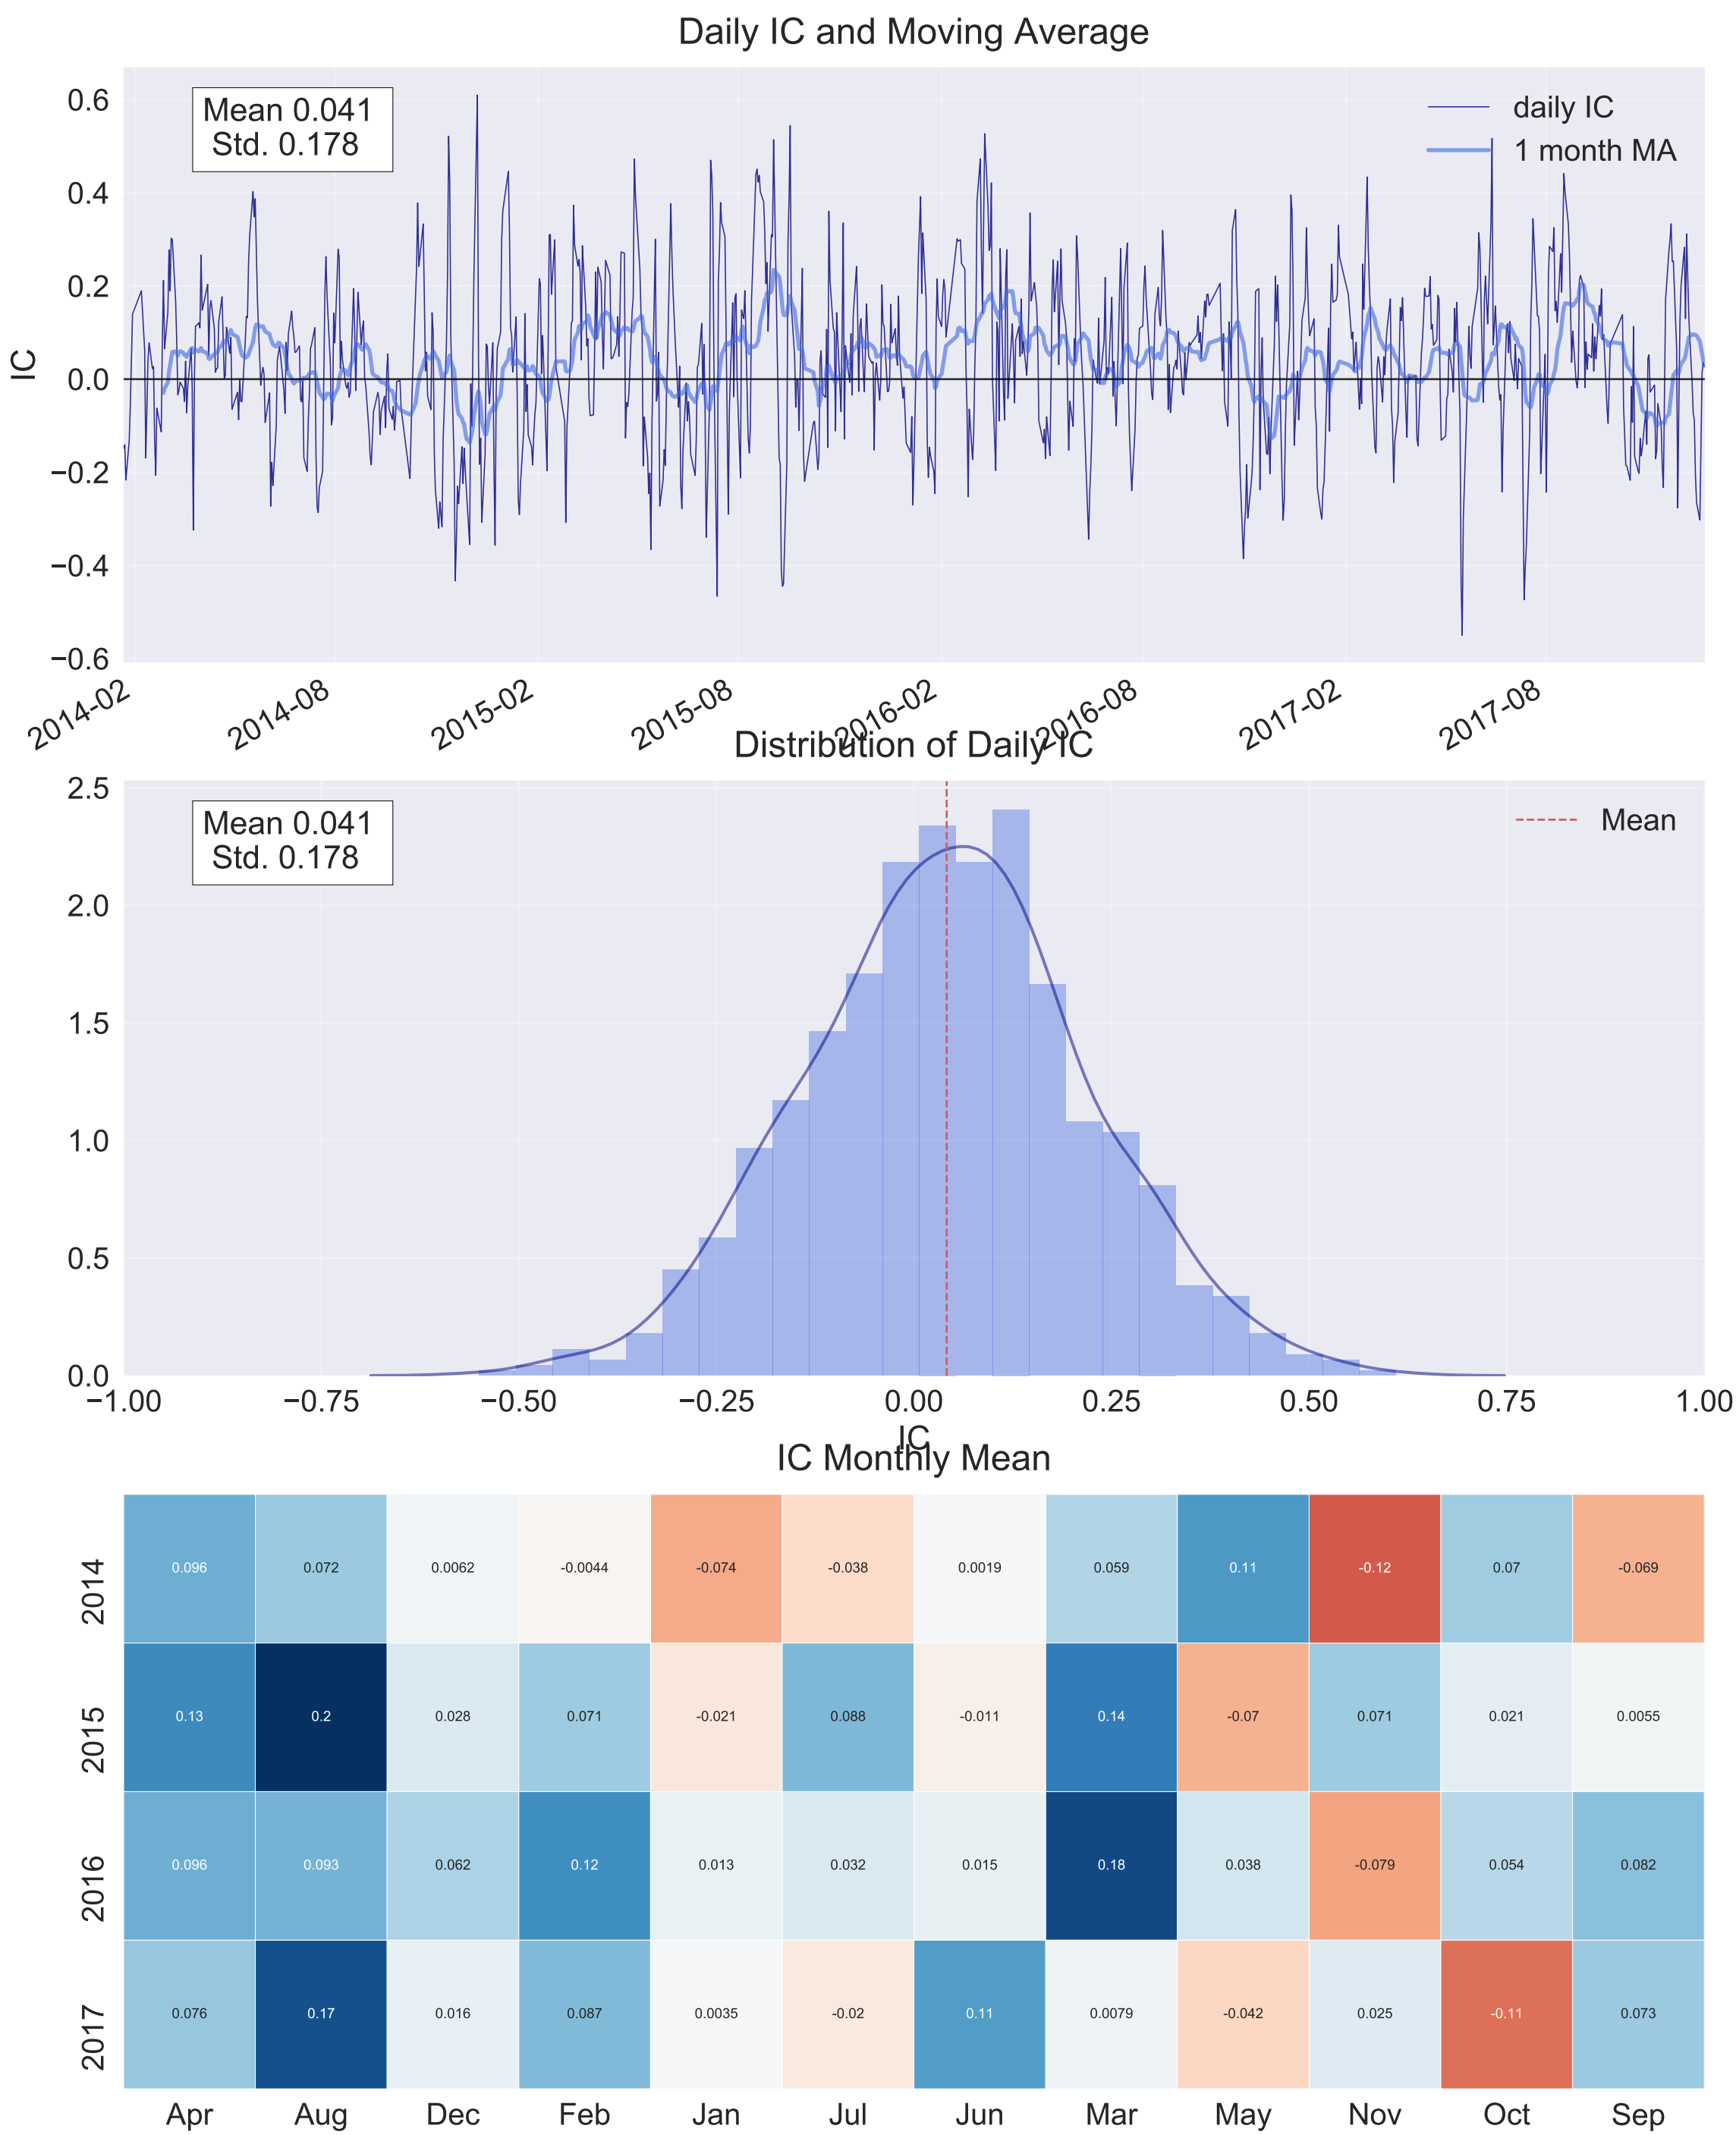 Daily IC and Moving Average
Mean 0.041
Std. 0.178
daily IC
1 month MA
0.6
0.4
0.2
0.0
−0.2
−0.4
−0.6
IC
2014-02
2014-08
2015-02
2015-08
2016-02
2016-08
2017-02
2017-08
Distribution of Daily IC
Mean 0.041
Std. 0.178
Mean
2.5
2.0
1.5
1.0
0.5
0.0
−1.00 −0.75 −0.50 −0.25 0.00 0.25 0.50 0.75 1.00
IC
IC Monthly Mean
2014 0.096 0.072 0.0062 -0.0044 -0.074 -0.038 0.0019 0.059 0.11 -0.12 0.07 -0.069
2015 0.13 0.2 0.028 0.071 -0.021 0.088 -0.011 0.14 -0.07 0.071 0.021 0.0055
2016 0.096 0.093 0.062 0.12 0.013 0.032 0.015 0.18 0.038 -0.079 0.054 0.082
2017 0.076 0.17 0.016 0.087 0.0035 -0.02 0.11 0.0079 -0.042 0.025 -0.11 0.073
Apr Aug Dec Feb Jan Jul Jun Mar May Nov Oct Sep